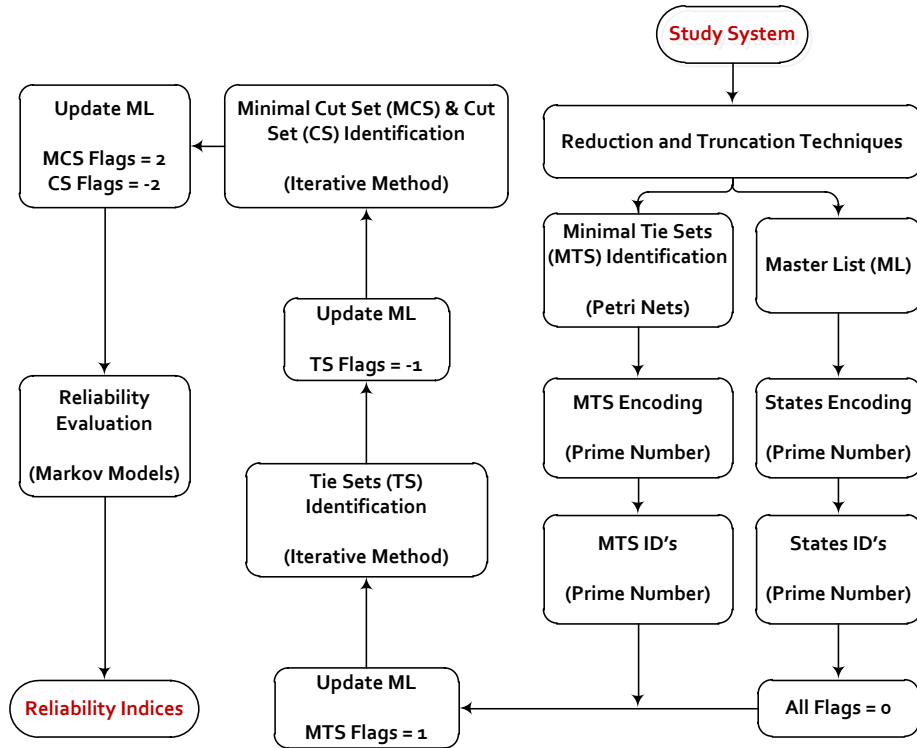 Study System
Reduction and Truncation Techniques
Minimal Tie Sets
(MTS) Identification
(Petri Nets)
Master List (ML)
MTS Encoding
(Prime Number)
States Encoding
(Prime Number)
MTS ID's
(Prime Number)
States ID's
(Prime Number)
All Flags = 0
Update ML
MTS Flags = 1
Tie Sets (TS)
Identification
(Iterative Method)
Update ML
TS Flags = -1
Minimal Cut Set (MCS) & Cut
Set (CS) Identification
(Iterative Method)
Update ML
MCS Flags = 2
CS Flags = -2
Reliability
Evaluation
(Markov Models)
Reliability Indices